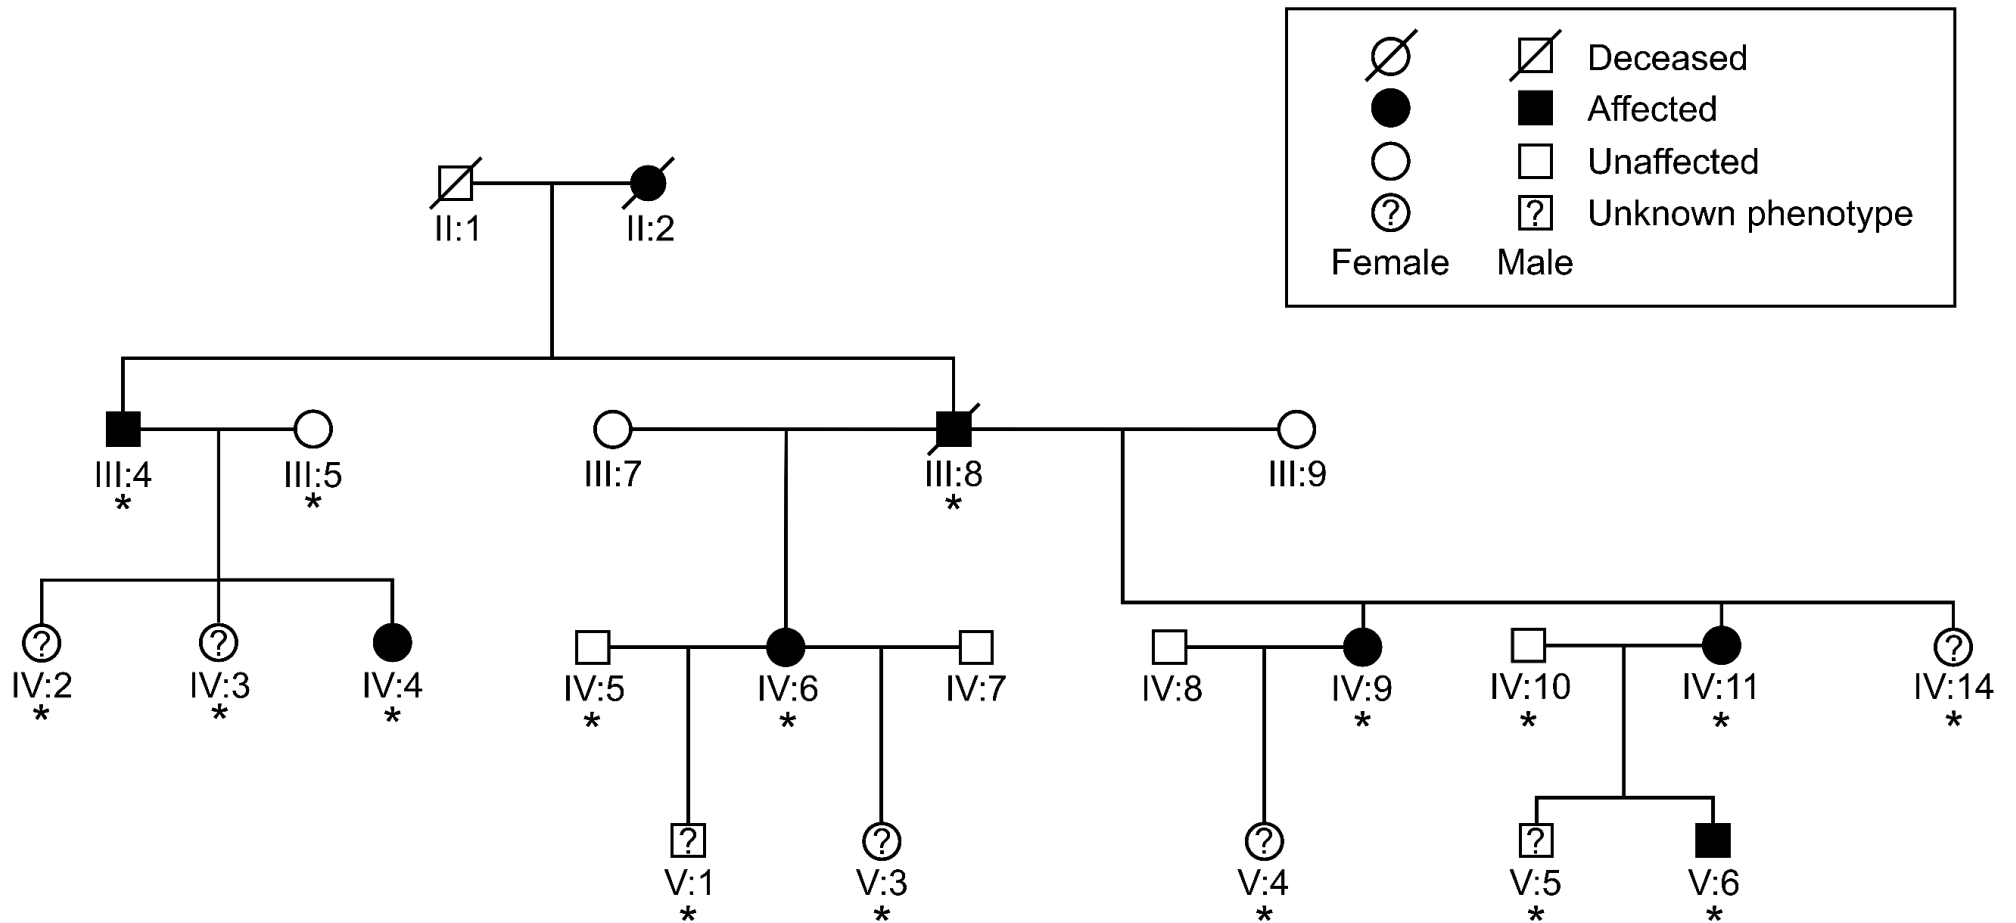 Deceased
Affected
Unaffected
? ? Unknown phenotype
Female Male
II:1 II:2
III:4 III:5 III:7 III:8 III:9
* * *
? ? ?
IV:2 IV:3 IV:4 IV:5 IV:6 IV:7 IV:8 IV:9 IV:10 IV:11 IV:14
* * * * * * * * *
? ? ? ?
V:1 V:3 V:4 V:5 V:6
* * * * *